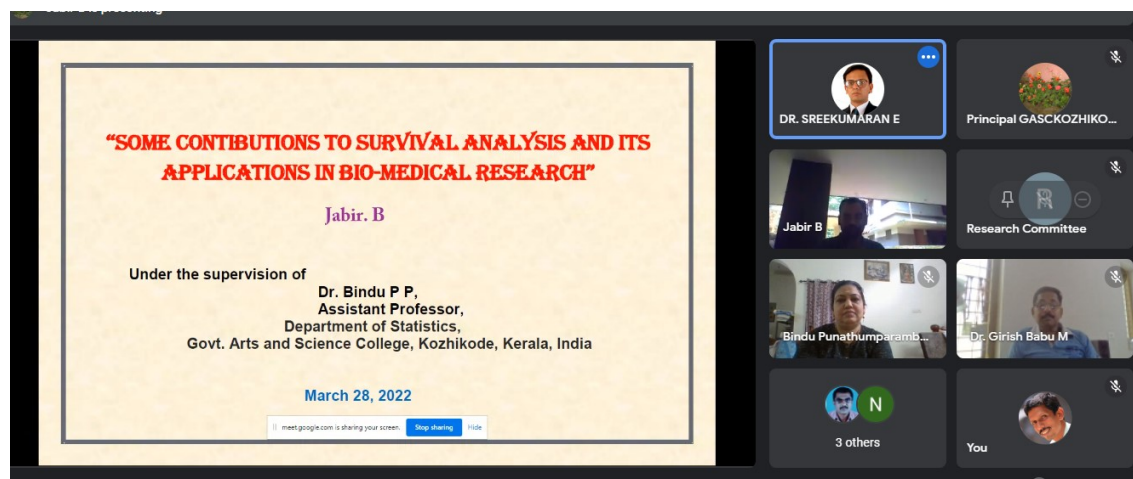 “SOME CONTIBUTIONS TO SURVIVAL ANALYSIS AND ITS
APPLICATIONS IN BIO-MEDICAL RESEARCH”
Jabir. B
Under the supervision of
Dr. Bindu P P,
Assistant Professor,
Department of Statistics,
Govt. Arts and Science College, Kozhikode, Kerala, India
March 28, 2022
meet.google.com is sharing your screen. Stop sharing Hide
DR. SREEKUMARAN E
Principal GASCKOZHIKO...
Jabir B
Research Committee
Bindu Punathumparamb...
Dr. Girish Babu M
N
3 others
You